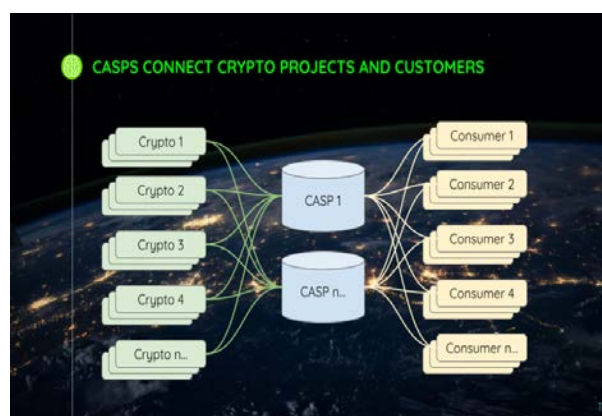 CASPS CONNECT CRYPTO PROJECTS AND CUSTOMERS
Crypto 1
Crypto 2
Crypto 3
Crypto 4
Crypto n...
CASP 1
CASP n...
Consumer 1
Consumer 2
Consumer 3
Consumer 4
Consumer n...